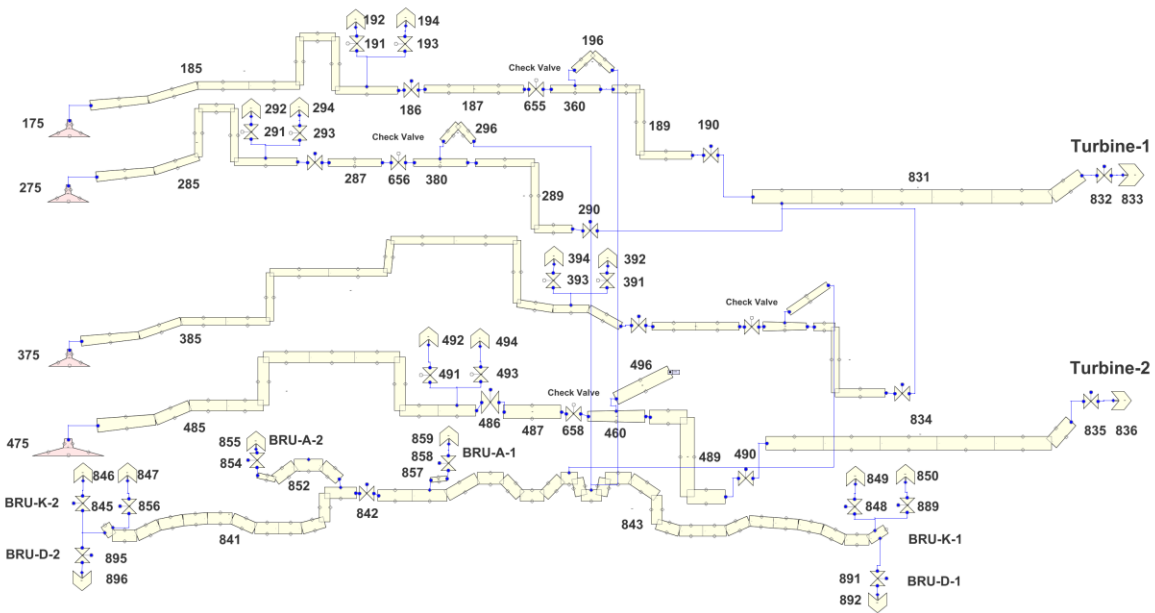 192 194
191 193
185
Check Valve
196
186 187 655 360
175
292 294
291 293
Check Valve
296
189 190
Turbine-1
285 287 656 380
275
289 290
831
832 833
394 392
393 391
Check Valve
385
375
492 494
491 493
496
Check Valve
Turbine-2
485 486 487 658 460
834
835 836
475
855 BRU-A-2
854
859
858 BRU-A-1
857
489 490
846 847
852
849 850
BRU-K-2 845 856
842
848 889
841
843
BRU-K-1
BRU-D-2 895
896
891 BRU-D-1
892